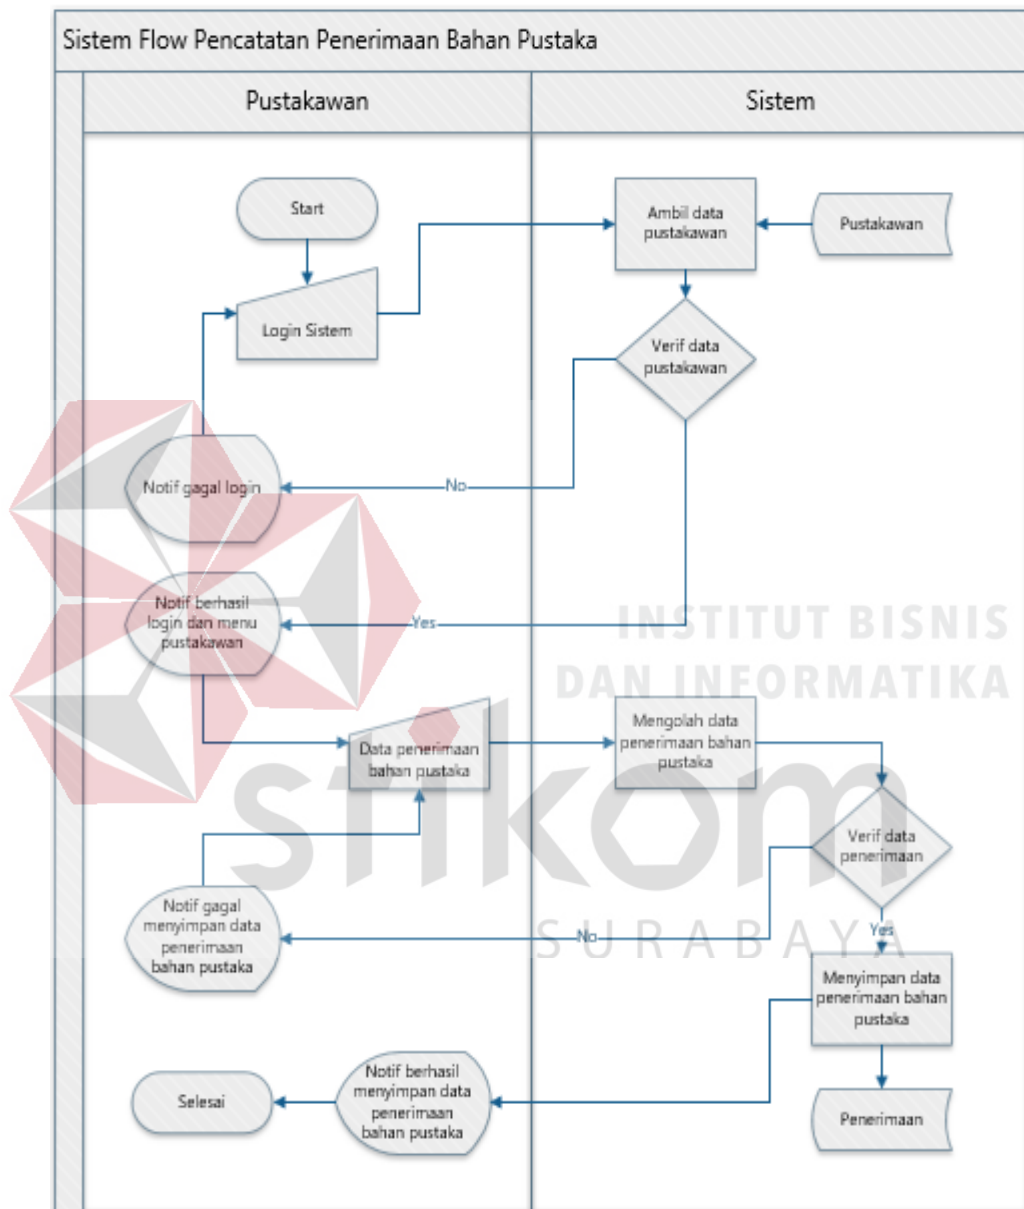 Sistem Flow Pencatatan Penerimaan Bahan Pustaka
Pustakawan
Sistem
Start
Ambil data
pustakawan
Pustakawan
Login Sistem
Verif data
pustakawan
Notif gagal login
No
Notif berhasil
login dan menu
pustakawan
Yes
INSTITUT BISNIS
DAN INFORMATIKA
Data penerimaan
bahan pustaka
Mengolah data
penerimaan bahan
pustaka
stikom
Verif data
penerimaan
Notif gagal
menyimpan data
penerimaan
bahan pustaka
No
SURABAYA
Yes
Menyimpan data
penerimaan bahan
pustaka
Selesai
Notif berhasil
menyimpan data
penerimaan
bahan pustaka
Penerimaan